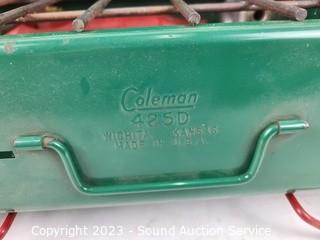 Coleman
425D
WICHITA, KANSAS
MADE IN U.S.A.
Copyright 2023 - Sound Auction Service